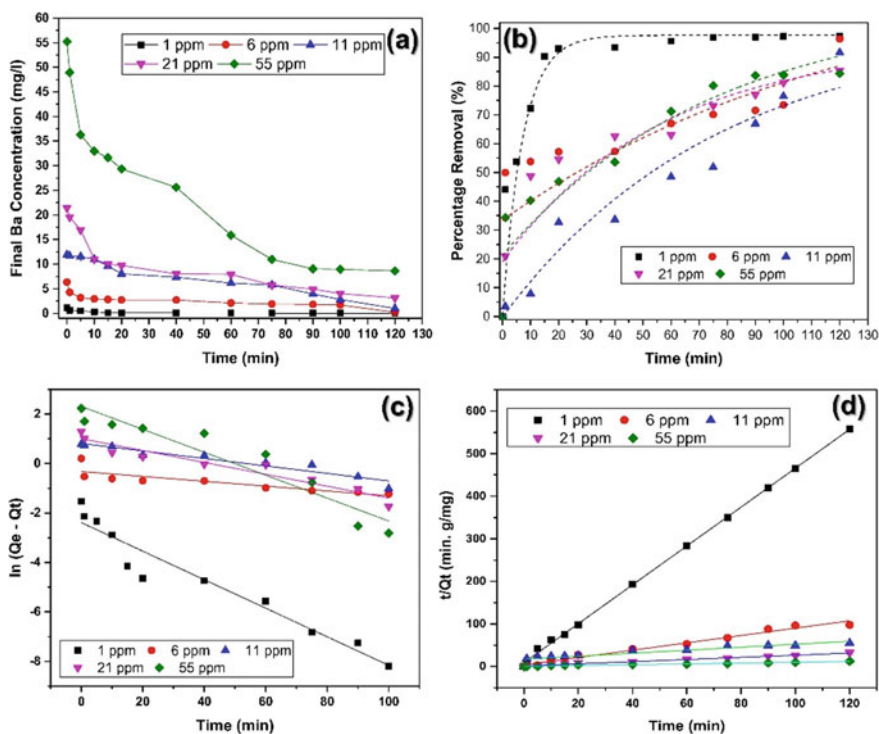 (a)
1 ppm 6 ppm 11 ppm
21 ppm 55 ppm
Final Ba Concentration (mg/l)
60
55
50
45
40
35
30
25
20
15
10
5
0
0 10 20 30 40 50 60 70 80 90 100 110 120 130
Time (min)
(b)
Percentage Removal (%)
100
90
80
70
60
50
40
30
20
10
0
1 ppm 6 ppm 11 ppm
21 ppm 55 ppm
0 20 40 60 80 100 120
Time (min)
(c)
ln (Qe - Qt)
2
0
-2
-4
-6
-8
1 ppm 6 ppm 11 ppm
21 ppm 55 ppm
0 10 20 30 40 50 60 70 80 90 100
Time (min)
(d)
1 ppm 6 ppm 11 ppm
21 ppm 55 ppm
t/Qt (min. g/mg)
600
500
400
300
200
100
0
0 20 40 60 80 100 120
Time (min)